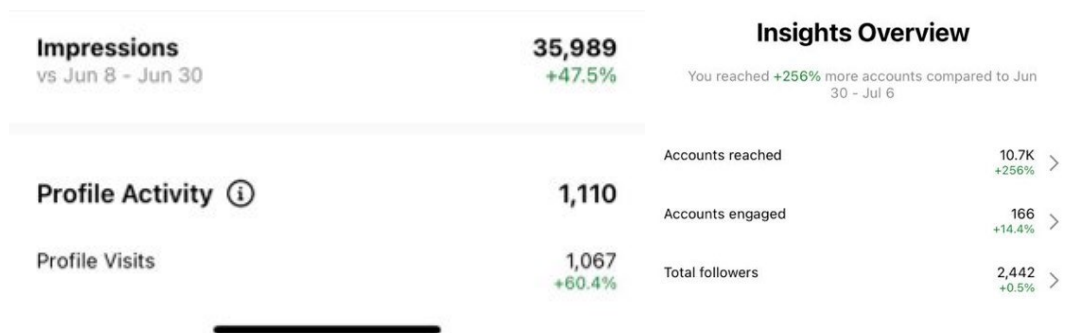 Impressions
35,989
vs Jun 8 - Jun 30
+47.5%
Profile Activity
1,110
Profile Visits
1,067
+60.4%
Insights Overview
You reached +256% more accounts compared to Jun
30 - Jul 6
Accounts reached
10.7K
+256%
Accounts engaged
166
+14.4%
Total followers
2,442
+0.5%